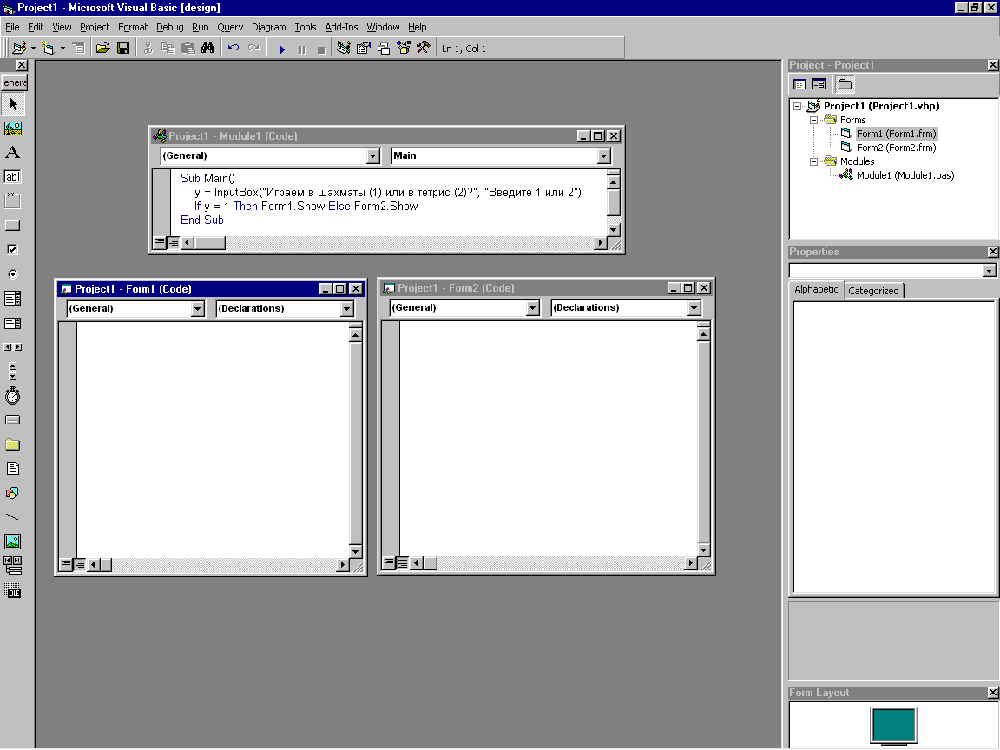 Project1 - Microsoft Visual Basic [design]
File Edit View Project Format Debug Run Query Diagram Tools Add-Ins Window Help
Ln 1, Col 1
Project1 - Module1 (Code)
(General) Main
Sub Main()
y = InputBox("Играем в шахматы (1) или в тетрис (2)?", "Введите 1 или 2")
If y = 1 Then Form1.Show Else Form2.Show
End Sub
Project1 - Form1 (Code)
(General) (Declarations)
Project1 - Form2 (Code)
(General) (Declarations)
Project - Project1
Project1 (Project1.vbp)
Forms
Form1 (Form1.frm)
Form2 (Form2.frm)
Modules
Module1 (Module1.bas)
Properties
Alphabetic Categorized
Form Layout
A
ab|
xv
OLE